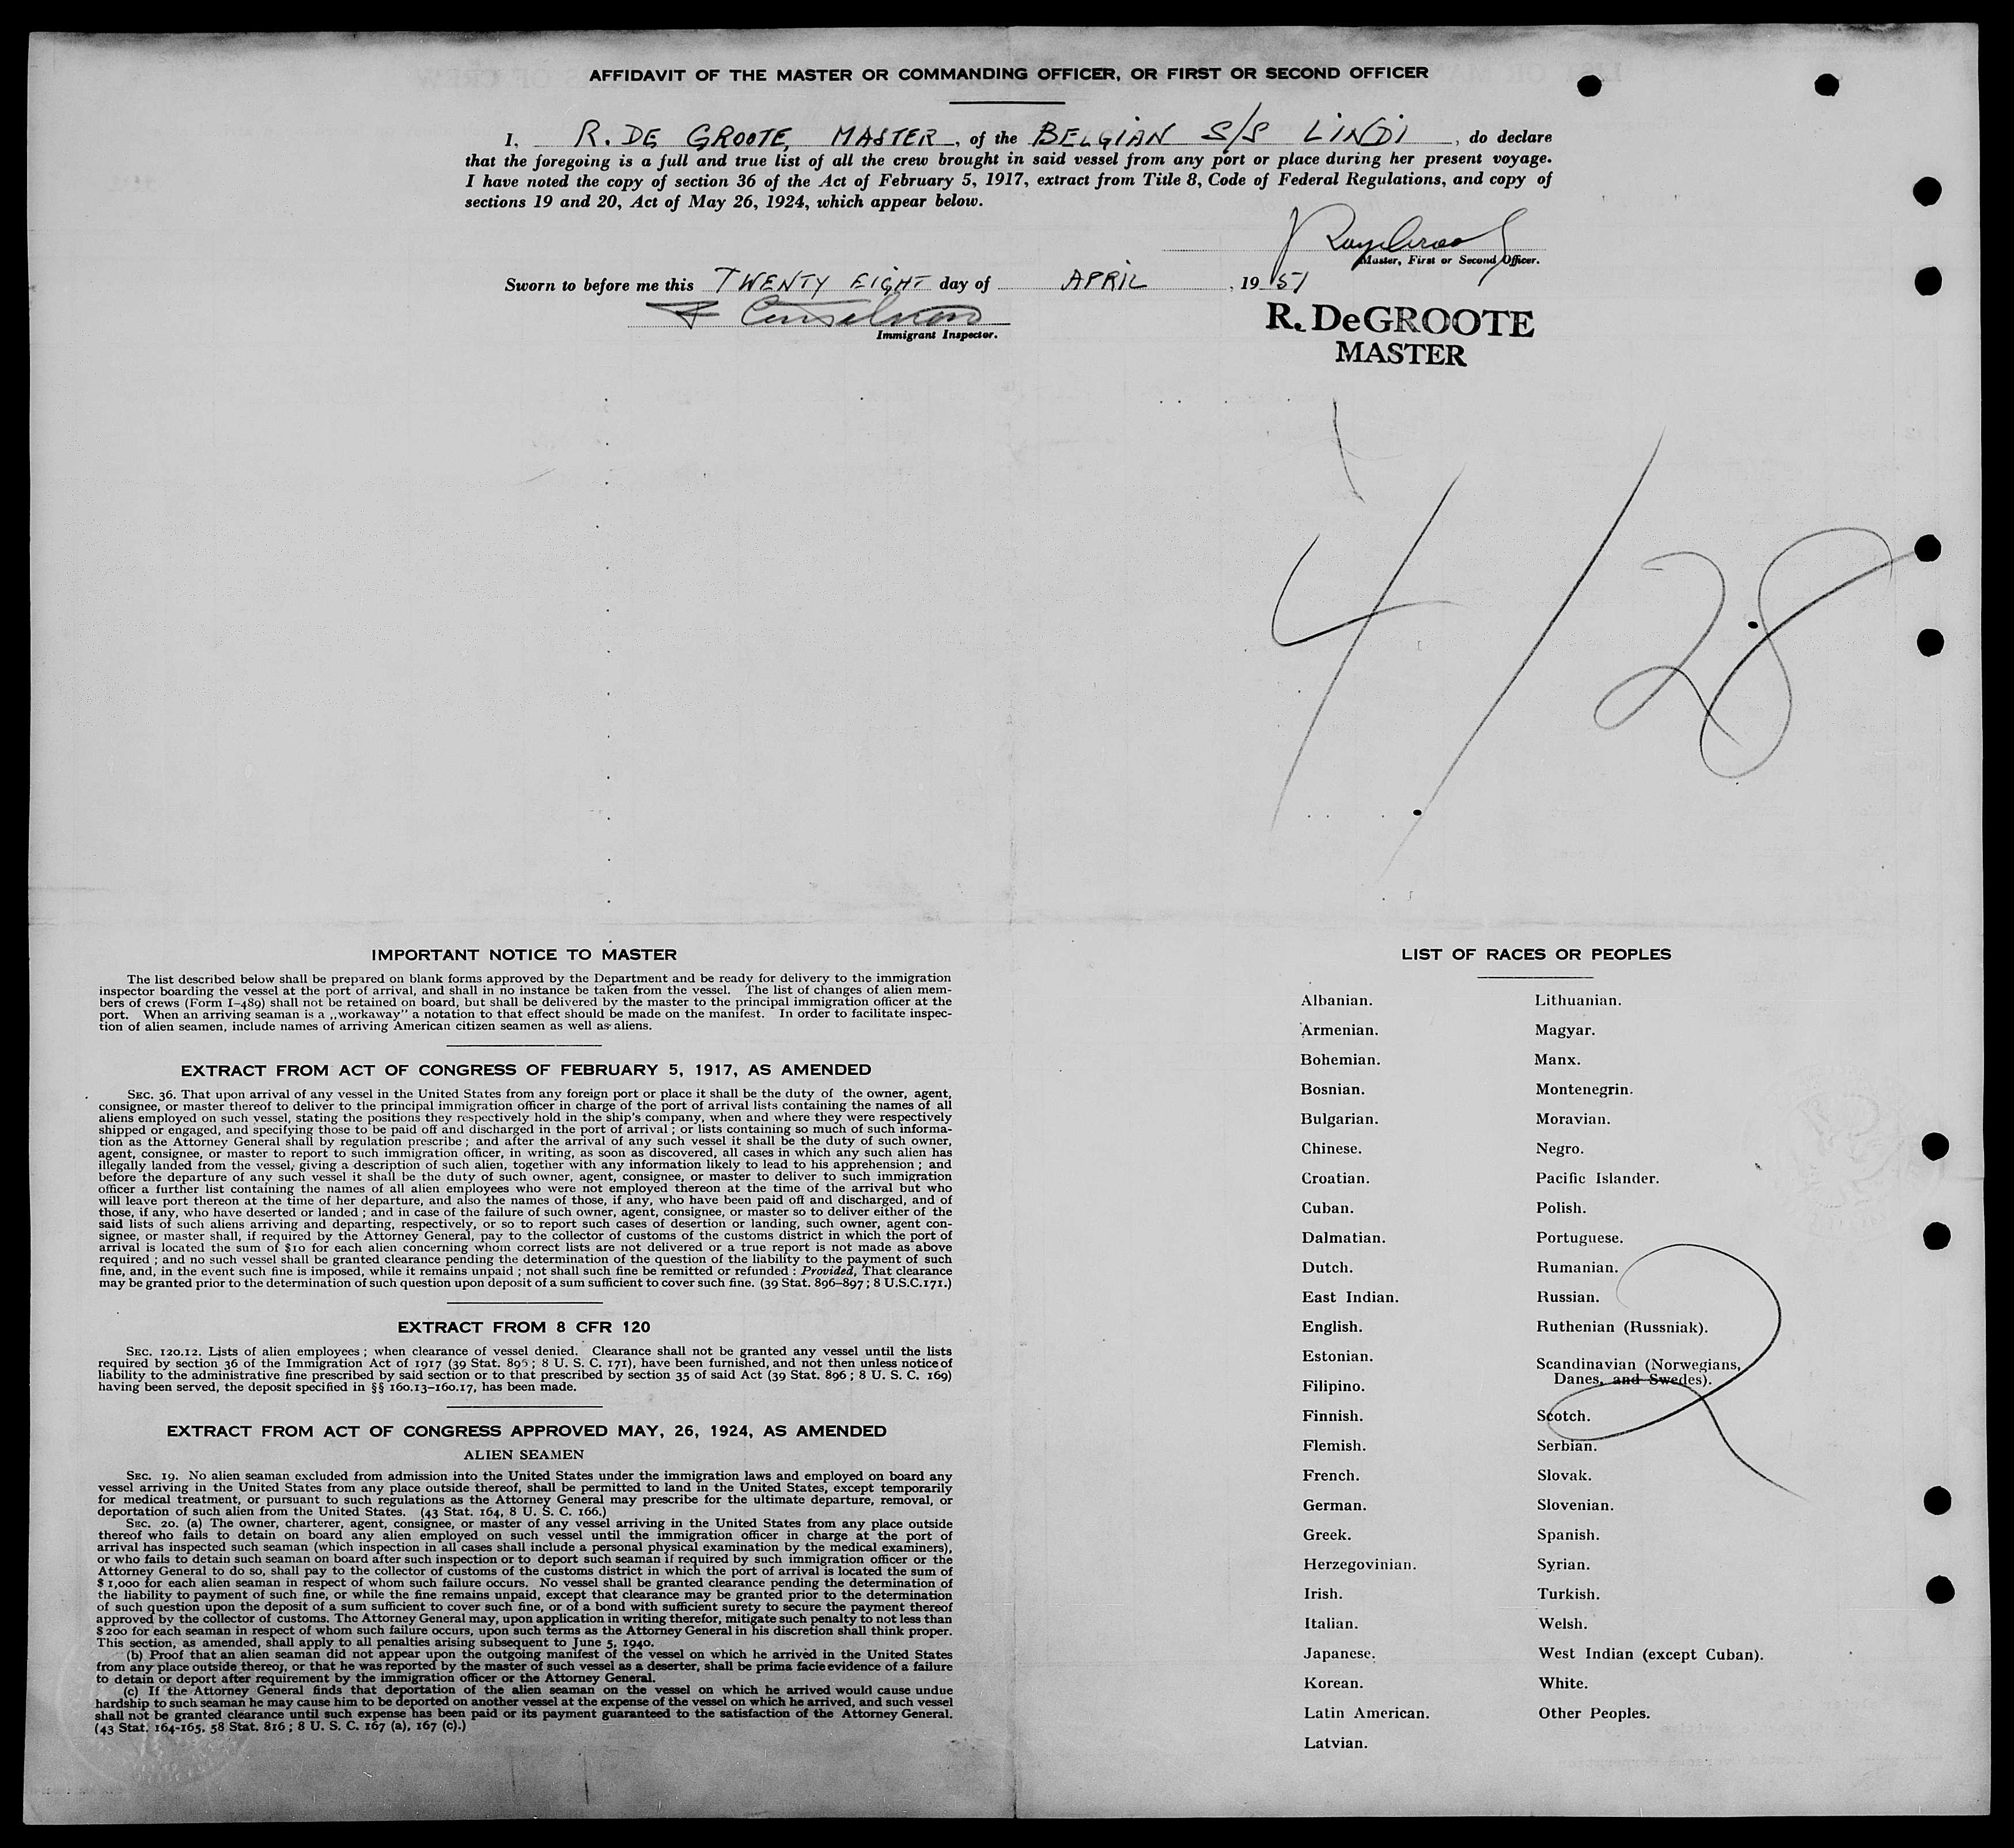 AFFIDAVIT OF THE MASTER OR COMMANDING OFFICER, OR FIRST OR SECOND OFFICER
I, R. DE GROOTE, MASTER, of the BELGIAN S/S LINDI, do declare
that the foregoing is a full and true list of all the crew brought in said vessel from any port or place during her present voyage.
I have noted the copy of section 36 of the Act of February 5, 1917, extract from Title 8, Code of Federal Regulations, and copy of
sections 19 and 20, Act of May 26, 1924, which appear below.
Master, First or Second Officer.
Sworn to before me this TWENTY EIGHT day of APRIL, 1951
Immigrant Inspector.
R. DeGROOTE
MASTER
4/28
IMPORTANT NOTICE TO MASTER
The list described below shall be prepared on blank forms approved by the Department and be ready for delivery to the immigration
inspector boarding the vessel at the port of arrival, and shall in no instance be taken from the vessel. The list of changes of alien mem-
bers of crews (Form I-489) shall not be retained on board, but shall be delivered by the master to the principal immigration officer at the
port. When an arriving seaman is a ,,workaway" a notation to that effect should be made on the manifest. In order to facilitate inspec-
tion of alien seamen, include names of arriving American citizen seamen as well as aliens.
EXTRACT FROM ACT OF CONGRESS OF FEBRUARY 5, 1917, AS AMENDED
SEC. 36. That upon arrival of any vessel in the United States from any foreign port or place it shall be the duty of the owner, agent,
consignee, or master thereof to deliver to the principal immigration officer in charge of the port of arrival lists containing the names of all
aliens employed on such vessel, stating the positions they respectively hold in the ship's company, when and where they were respectively
shipped or engaged, and specifying those to be paid off and discharged in the port of arrival; or lists containing so much of such informa-
tion as the Attorney General shall by regulation prescribe; and after the arrival of any such vessel it shall be the duty of such owner,
agent, consignee, or master to report to such immigration officer, in writing, as soon as discovered, all cases in which any such alien has
illegally landed from the vessel, giving a description of such alien, together with any information likely to lead to his apprehension; and
before the departure of any such vessel it shall be the duty of such owner, agent, consignee, or master to deliver to such immigration
officer a further list containing the names of all alien employees who were not employed thereon at the time of the arrival but who
will leave port thereon at the time of her departure, and also the names of those, if any, who have been paid off and discharged, and of
those, if any, who have deserted or landed; and in case of the failure of such owner, agent, consignee, or master so to deliver either of the
said lists of such aliens arriving and departing, respectively, or so to report such cases of desertion or landing, such owner, agent con-
signee, or master shall, if required by the Attorney General, pay to the collector of customs of the customs district in which the port of
arrival is located the sum of $10 for each alien concerning whom correct lists are not delivered or a true report is not made as above
required; and no such vessel shall be granted clearance pending the determination of the question of the liability to the payment of such
fine, and, in the event such fine is imposed, while it remains unpaid; not shall such fine be remitted or refunded: Provided, That clearance
may be granted prior to the determination of such question upon deposit of a sum sufficient to cover such fine. (39 Stat. 896-897; 8 U.S.C.171.)
EXTRACT FROM 8 CFR 120
SEC. 120.12. Lists of alien employees; when clearance of vessel denied. Clearance shall not be granted any vessel until the lists
required by section 36 of the Immigration Act of 1917 (39 Stat. 896; 8 U. S. C. 171), have been furnished, and not then unless notice of
liability to the administrative fine prescribed by said section or to that prescribed by section 35 of said Act (39 Stat. 896; 8 U. S. C. 169)
having been served, the deposit specified in §§ 160.13-160.17, has been made.
EXTRACT FROM ACT OF CONGRESS APPROVED MAY, 26, 1924, AS AMENDED
ALIEN SEAMEN
SEC. 19. No alien seaman excluded from admission into the United States under the immigration laws and employed on board any
vessel arriving in the United States from any place outside thereof, shall be permitted to land in the United States, except temporarily
for medical treatment, or pursuant to such regulations as the Attorney General may prescribe for the ultimate departure, removal, or
deportation of such alien from the United States. (43 Stat. 164, 8 U. S. C. 166.)
SEC. 20. (a) The owner, charterer, agent, consignee, or master of any vessel arriving in the United States from any place outside
thereof who fails to detain on board any alien employed on such vessel until the immigration officer in charge at the port of
arrival has inspected such seaman (which inspection in all cases shall include a personal physical examination by the medical examiners),
or who fails to detain such seaman on board after such inspection or to deport such seaman if required by such immigration officer or the
Attorney General to do so, shall pay to the collector of customs of the customs district in which the port of arrival is located the sum of
$ 1,000 for each alien seaman in respect of whom such failure occurs. No vessel shall be granted clearance pending the determination of
the liability to payment of such fine, or while the fine remains unpaid, except that clearance may be granted prior to the determination
of such question upon the deposit of a sum sufficient to cover such fine, or of a bond with sufficient surety to secure the payment thereof
approved by the collector of customs. The Attorney General may, upon application in writing therefor, mitigate such penalty to not less than
$ 200 for each seaman in respect of whom such failure occurs, upon such terms as the Attorney General in his discretion shall think proper.
This section, as amended, shall apply to all penalties arising subsequent to June 5, 1940.
(b) Proof that an alien seaman did not appear upon the outgoing manifest of the vessel on which he arrived in the United States
from any place outside thereof, or that he was reported by the master of such vessel as a deserter, shall be prima facie evidence of a failure
to detain or deport after requirement by the immigration officer or the Attorney General.
(c) If the Attorney General finds that deportation of the alien seaman on the vessel on which he arrived would cause undue
hardship to such seaman he may cause him to be deported on another vessel at the expense of the vessel on which he arrived, and such vessel
shall not be granted clearance until such expense has been paid or its payment guaranteed to the satisfaction of the Attorney General.
(43 Stat. 164-165, 58 Stat. 816; 8 U. S. C. 167 (a), 167 (c).)
LIST OF RACES OR PEOPLES
Albanian.
Armenian.
Bohemian.
Bosnian.
Bulgarian.
Chinese.
Croatian.
Cuban.
Dalmatian.
Dutch.
East Indian.
English.
Estonian.
Filipino.
Finnish.
Flemish.
French.
German.
Greek.
Herzegovinian.
Irish.
Italian.
Japanese.
Korean.
Latin American.
Latvian.
Lithuanian.
Magyar.
Manx.
Montenegrin.
Moravian.
Negro.
Pacific Islander.
Polish.
Portuguese.
Rumanian.
Russian.
Ruthenian (Russniak).
Scandinavian (Norwegians,
Danes, and Swedes).
Scotch.
Serbian.
Slovak.
Slovenian.
Spanish.
Syrian.
Turkish.
Welsh.
West Indian (except Cuban).
White.
Other Peoples.
2